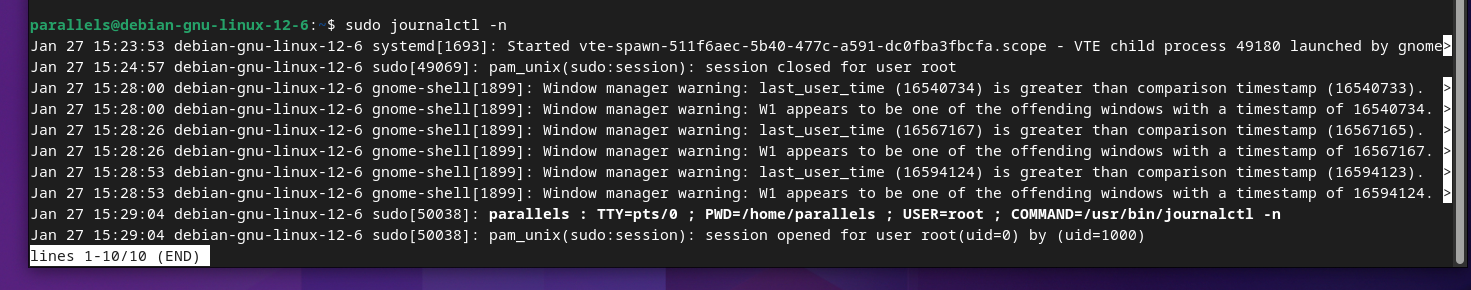 parallels@debian-gnu-linux-12-6:~$ sudo journalctl -n
Jan 27 15:23:53 debian-gnu-linux-12-6 systemd[1693]: Started vte-spawn-511f6aec-5b40-477c-a591-dc0fba3fbcfa.scope - VTE child process 49180 launched by gnome>
Jan 27 15:24:57 debian-gnu-linux-12-6 sudo[49069]: pam_unix(sudo:session): session closed for user root
Jan 27 15:28:00 debian-gnu-linux-12-6 gnome-shell[1899]: Window manager warning: last_user_time (16540734) is greater than comparison timestamp (16540733). >
Jan 27 15:28:00 debian-gnu-linux-12-6 gnome-shell[1899]: Window manager warning: W1 appears to be one of the offending windows with a timestamp of 16540734. >
Jan 27 15:28:26 debian-gnu-linux-12-6 gnome-shell[1899]: Window manager warning: last_user_time (16567167) is greater than comparison timestamp (16567165). >
Jan 27 15:28:26 debian-gnu-linux-12-6 gnome-shell[1899]: Window manager warning: W1 appears to be one of the offending windows with a timestamp of 16567167. >
Jan 27 15:28:53 debian-gnu-linux-12-6 gnome-shell[1899]: Window manager warning: last_user_time (16594124) is greater than comparison timestamp (16594123). >
Jan 27 15:28:53 debian-gnu-linux-12-6 gnome-shell[1899]: Window manager warning: W1 appears to be one of the offending windows with a timestamp of 16594124. >
Jan 27 15:29:04 debian-gnu-linux-12-6 sudo[50038]: parallels : TTY=pts/0 ; PWD=/home/parallels ; USER=root ; COMMAND=/usr/bin/journalctl -n
Jan 27 15:29:04 debian-gnu-linux-12-6 sudo[50038]: pam_unix(sudo:session): session opened for user root(uid=0) by (uid=1000)
lines 1-10/10 (END)